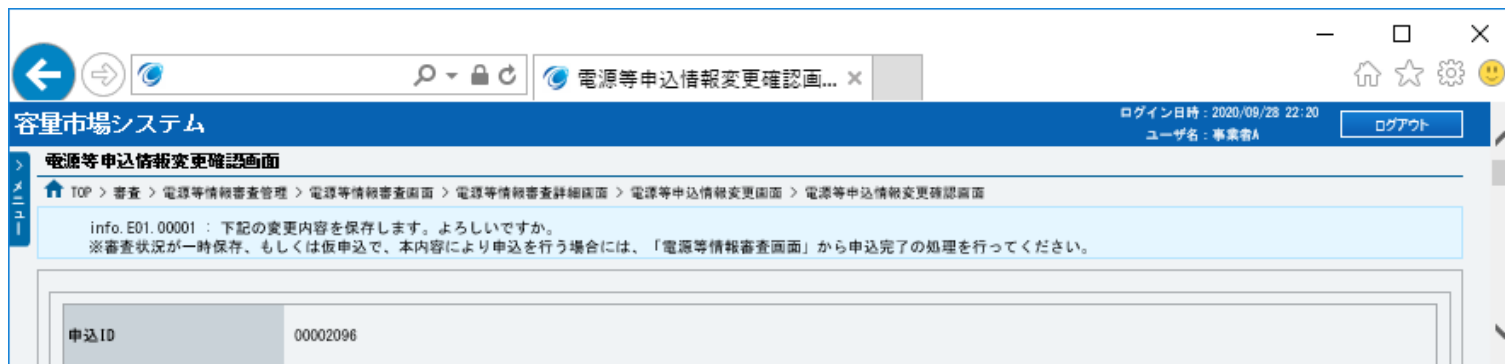 電源等申込情報変更確認画...
容量市場システム
ログイン日時：2020/09/28 22:20
ユーザ名：事業者A
ログアウト
電源等申込情報変更確認画面
> メニュー
TOP > 審査 > 電源等情報審査管理 > 電源等情報審査画面 > 電源等情報審査詳細画面 > 電源等申込情報変更画面 > 電源等申込情報変更確認画面
info.E01.00001 : 下記の変更内容を保存します。よろしいですか。
※審査状況が一時保存、もしくは仮申込で、本内容により申込を行う場合には、「電源等情報審査画面」から申込完了の処理を行ってください。
申込ID
00002096